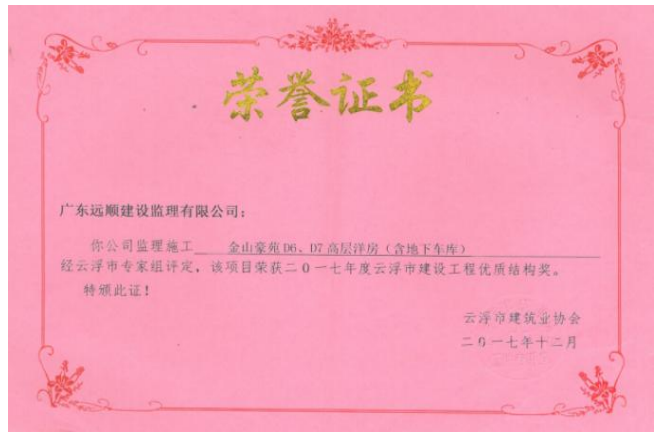 荣誉证书
广东远顺建设监理有限公司：
你公司监理施工 金山豪苑D6、D7高层洋房（含地下车库）
经云浮市专家组评定，该项目荣获二0一七年度云浮市建设工程优质结构奖。
特颁此证！
云浮市建筑业协会
二0一七年十二月